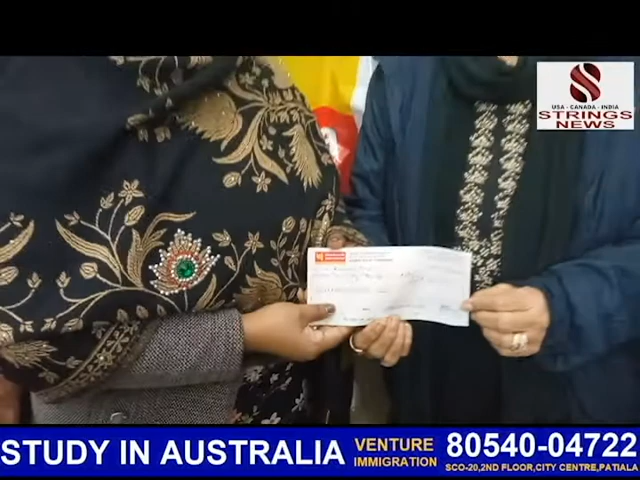 USA - CANADA - INDIA
STRINGS
NEWS
STUDY IN AUSTRALIA
VENTURE
IMMIGRATION
80540-04722
SCO-20,2ND FLOOR,CITY CENTRE,PATIALA